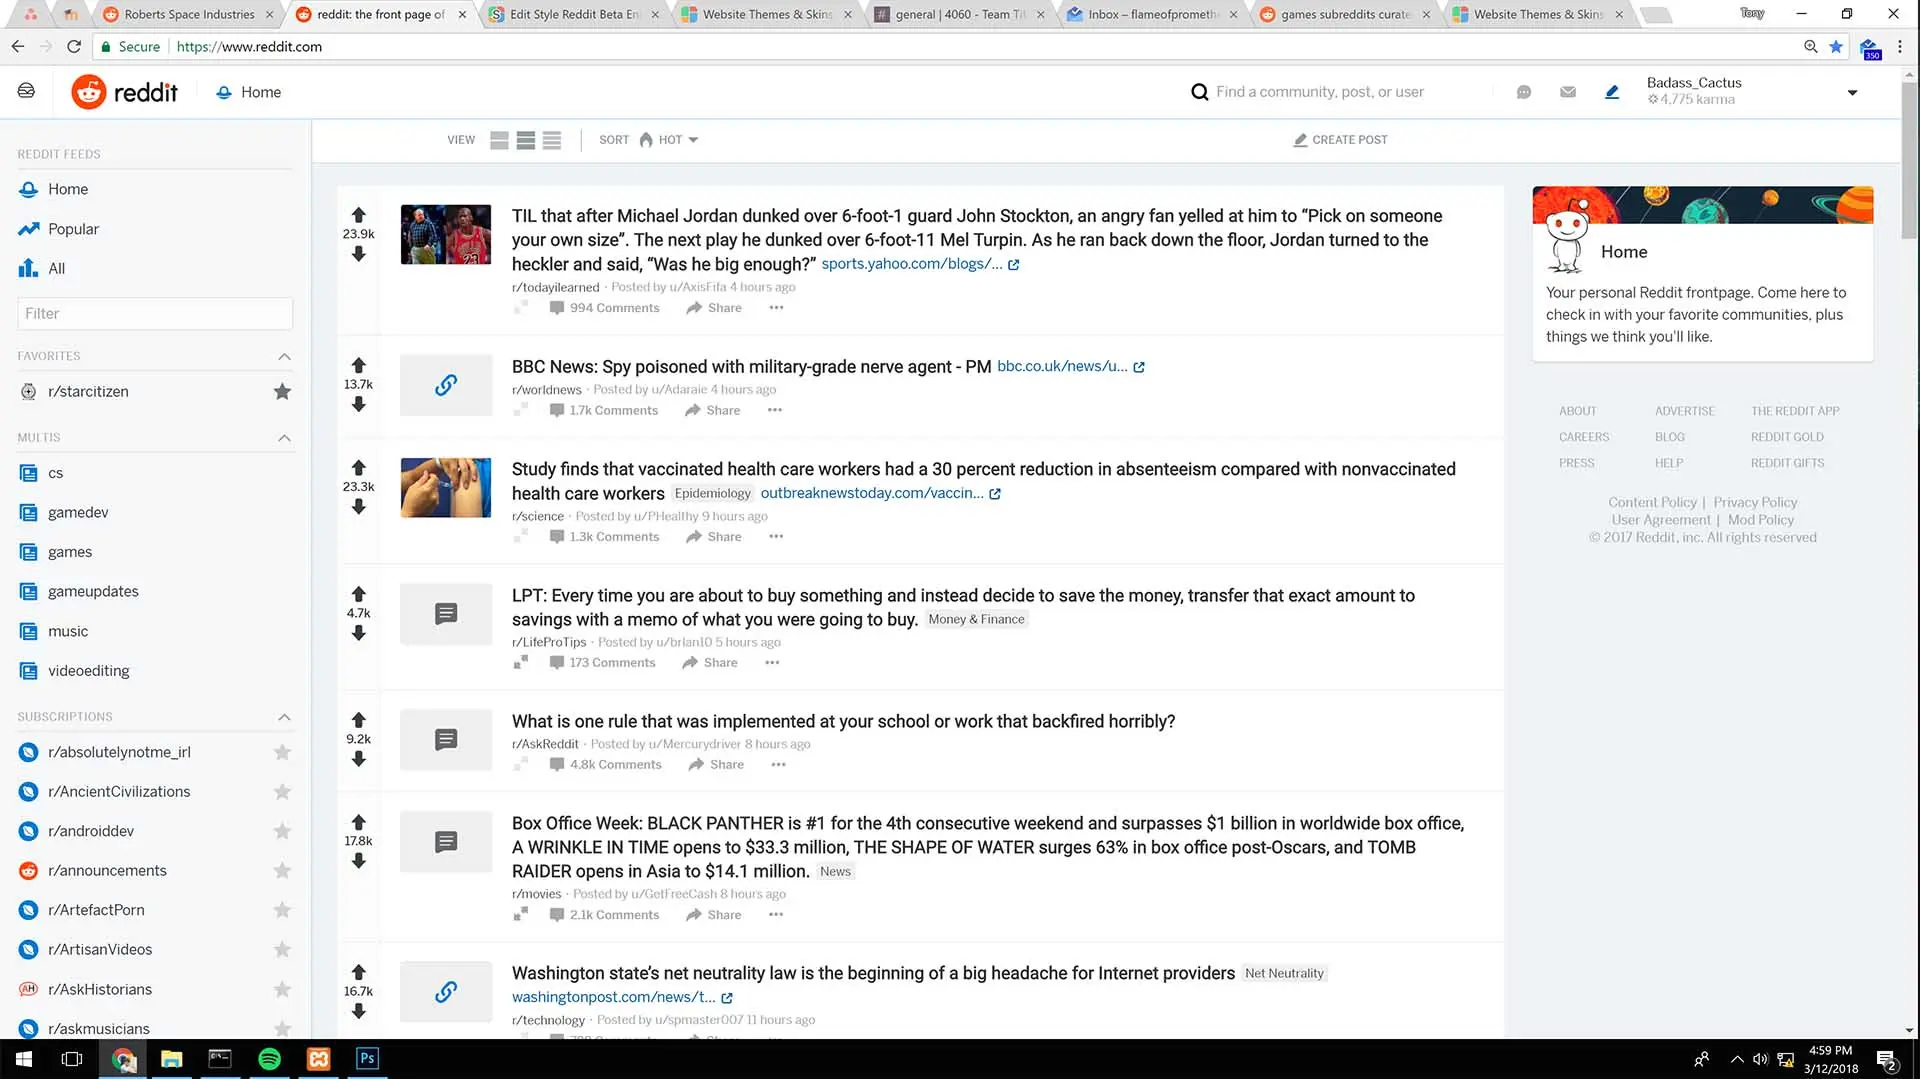 Roberts Space Industries
reddit: the front page of
Edit Style Reddit Beta En
Website Themes & Skins
general | 4060 - Team Ti
Inbox – flameofprometh
games subreddits curate
Website Themes & Skins
Tony
Secure
https://www.reddit.com
350
reddit
Home
Find a community, post, or user
Badass_Cactus
4,775 karma
VIEW
SORT
HOT
CREATE POST
REDDIT FEEDS
Home
Popular
All
Filter
FAVORITES
r/starcitizen
MULTIS
cs
gamedev
games
gameupdates
music
videoediting
SUBSCRIPTIONS
r/absolutelynotme_irl
r/AncientCivilizations
r/androiddev
r/announcements
r/ArtefactPorn
r/ArtisanVideos
AH r/AskHistorians
r/askmusicians
23.9k
TIL that after Michael Jordan dunked over 6-foot-1 guard John Stockton, an angry fan yelled at him to “Pick on someone
your own size”. The next play he dunked over 6-foot-11 Mel Turpin. As he ran back down the floor, Jordan turned to the
heckler and said, “Was he big enough?” sports.yahoo.com/blogs/...
r/todayilearned · Posted by u/AxisFifa 4 hours ago
994 Comments
Share
13.7k
BBC News: Spy poisoned with military-grade nerve agent - PM bbc.co.uk/news/u...
r/worldnews · Posted by u/Adaraie 4 hours ago
1.7k Comments
Share
23.3k
Study finds that vaccinated health care workers had a 30 percent reduction in absenteeism compared with nonvaccinated
health care workers Epidemiology outbreaknewstoday.com/vaccin...
r/science · Posted by u/PHealthy 9 hours ago
1.3k Comments
Share
4.7k
LPT: Every time you are about to buy something and instead decide to save the money, transfer that exact amount to
savings with a memo of what you were going to buy. Money & Finance
r/LifeProTips · Posted by u/br1an10 5 hours ago
173 Comments
Share
9.2k
What is one rule that was implemented at your school or work that backfired horribly?
r/AskReddit · Posted by u/Mercurydriver 8 hours ago
4.8k Comments
Share
17.8k
Box Office Week: BLACK PANTHER is #1 for the 4th consecutive weekend and surpasses $1 billion in worldwide box office,
A WRINKLE IN TIME opens to $33.3 million, THE SHAPE OF WATER surges 63% in box office post-Oscars, and TOMB
RAIDER opens in Asia to $14.1 million. News
r/movies · Posted by u/GetFreeCash 8 hours ago
2.1k Comments
Share
16.7k
Washington state’s net neutrality law is the beginning of a big headache for Internet providers Net Neutrality
washingtonpost.com/news/t...
r/technology · Posted by u/spmaster007 11 hours ago
Home
Your personal Reddit frontpage. Come here to
check in with your favorite communities, plus
things we think you'll like.
ABOUT
ADVERTISE
THE REDDIT APP
CAREERS
BLOG
REDDIT GOLD
PRESS
HELP
REDDIT GIFTS
Content Policy | Privacy Policy
User Agreement | Mod Policy
© 2017 Reddit, inc. All rights reserved
Ps
4:59 PM
3/12/2018
2